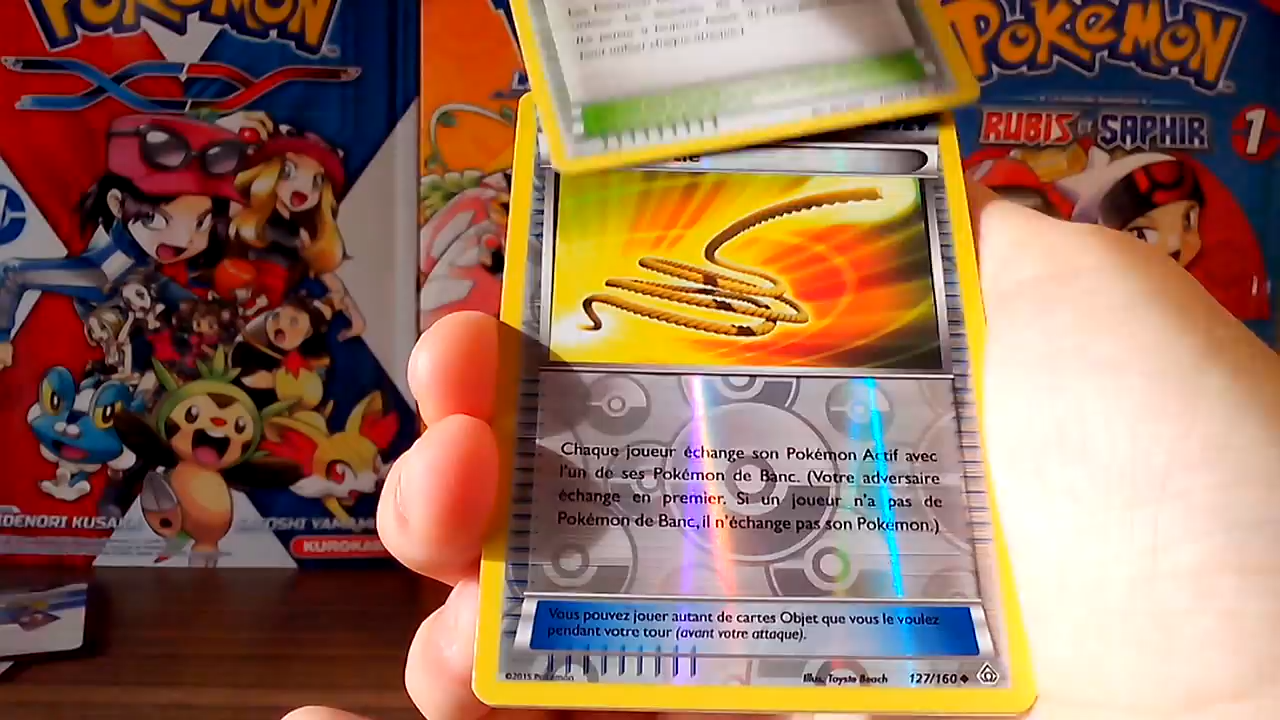 POKEMON
POKEMON
RUBIS ET SAPHIR
1
Chaque joueur échange son Pokémon Actif avec
l'un de ses Pokémon de Banc. (Votre adversaire
échange en premier. Si un joueur n'a pas de
Pokémon de Banc, il n'échange pas son Pokémon.)
Vous pouvez jouer autant de cartes Objet que vous le voulez
pendant votre tour (avant votre attaque).
©2015 Pokémon
Illus. Toyste Beach
127/160